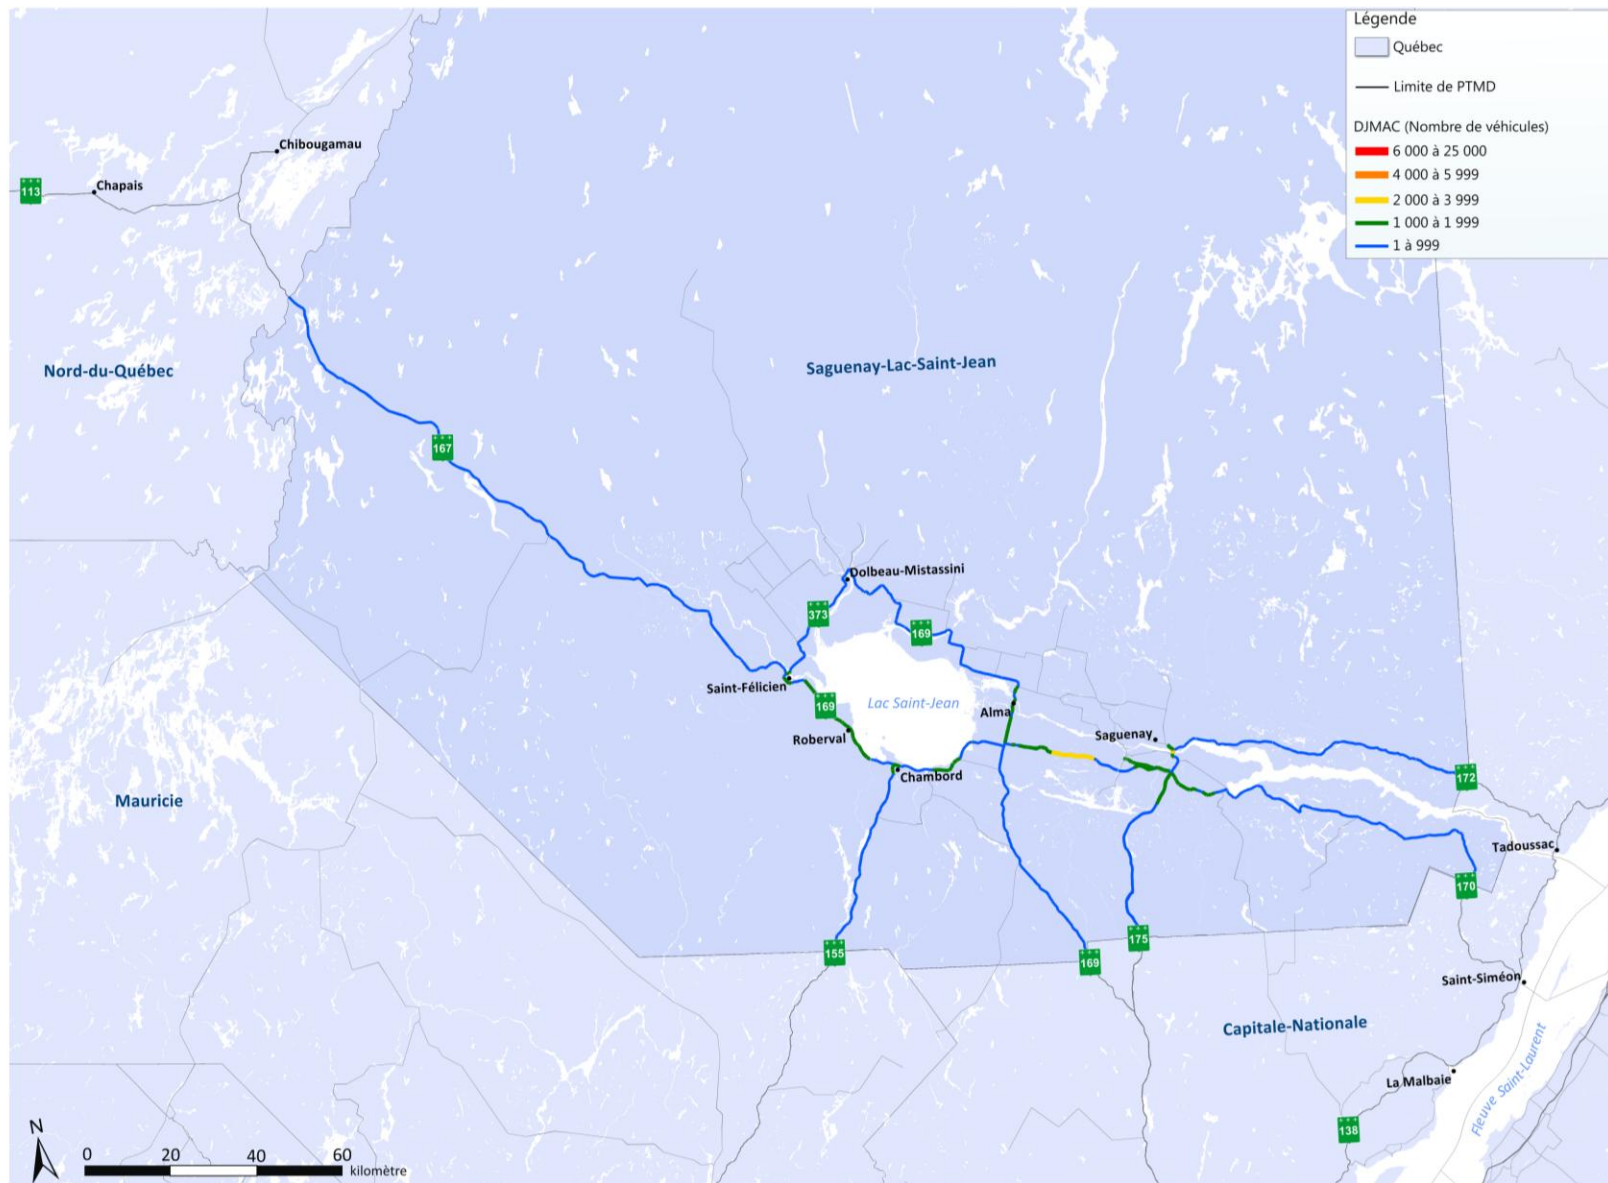 Légende
Québec
Limite de PTMD
DJMAC (Nombre de véhicules)
6 000 à 25 000
4 000 à 5 999
2 000 à 3 999
1 000 à 1 999
1 à 999
Chibougamau
Chapais
113
Nord-du-Québec
Saguenay-Lac-Saint-Jean
167
Dolbeau-Mistassini
373
169
Saint-Félicien
169
Lac Saint-Jean
Alma
Roberval
Saguenay
Chambord
172
Mauricie
Tadoussac
170
175
155
169
Saint-Siméon
Capitale-Nationale
La Malbaie
Fleuve Saint-Laurent
138
N
0 20 40 60
kilomètre